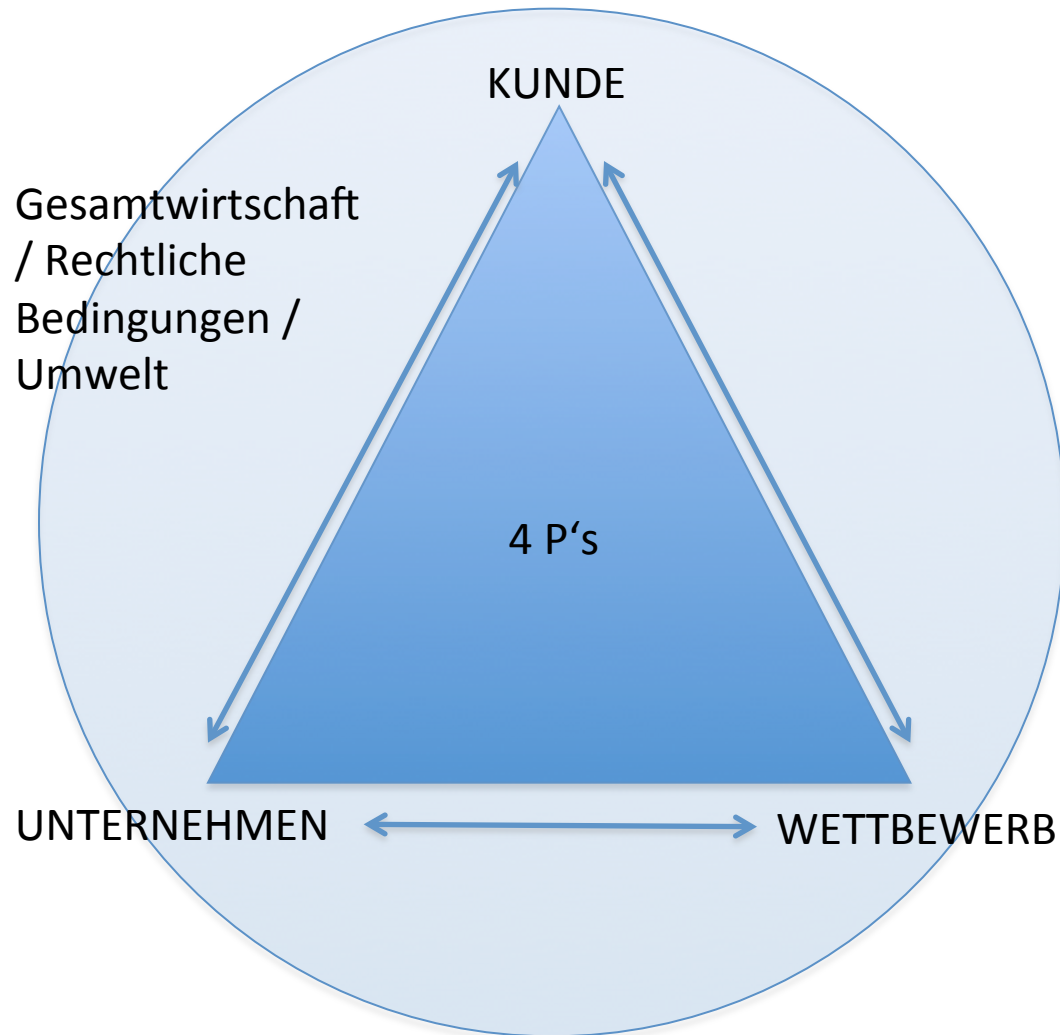 KUNDE
Gesamtwirtschaft
/ Rechtliche
Bedingungen /
Umwelt
4 P‘s
UNTERNEHMEN
WETTBEWERB